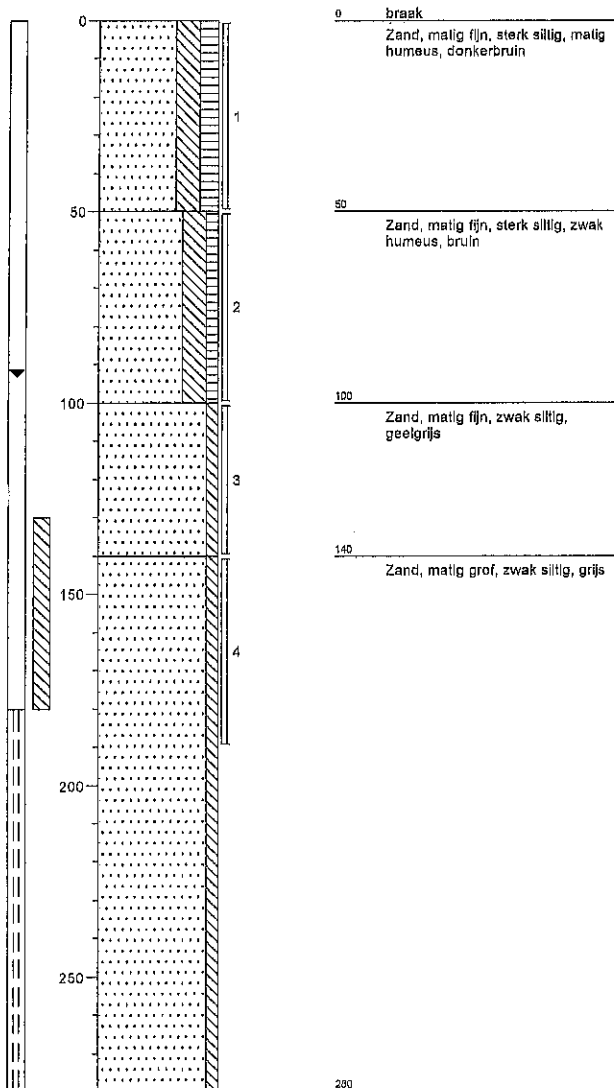 0
50
100
150
200
250
1
2
3
4
0 braak
Zand, matig fijn, sterk siltig, matig
humeus, donkerbruin
50
Zand, matig fijn, sterk siltig, zwak
humeus, bruin
100
Zand, matig fijn, zwak siltig,
geelgrijs
140
Zand, matig grof, zwak siltig, grijs
280